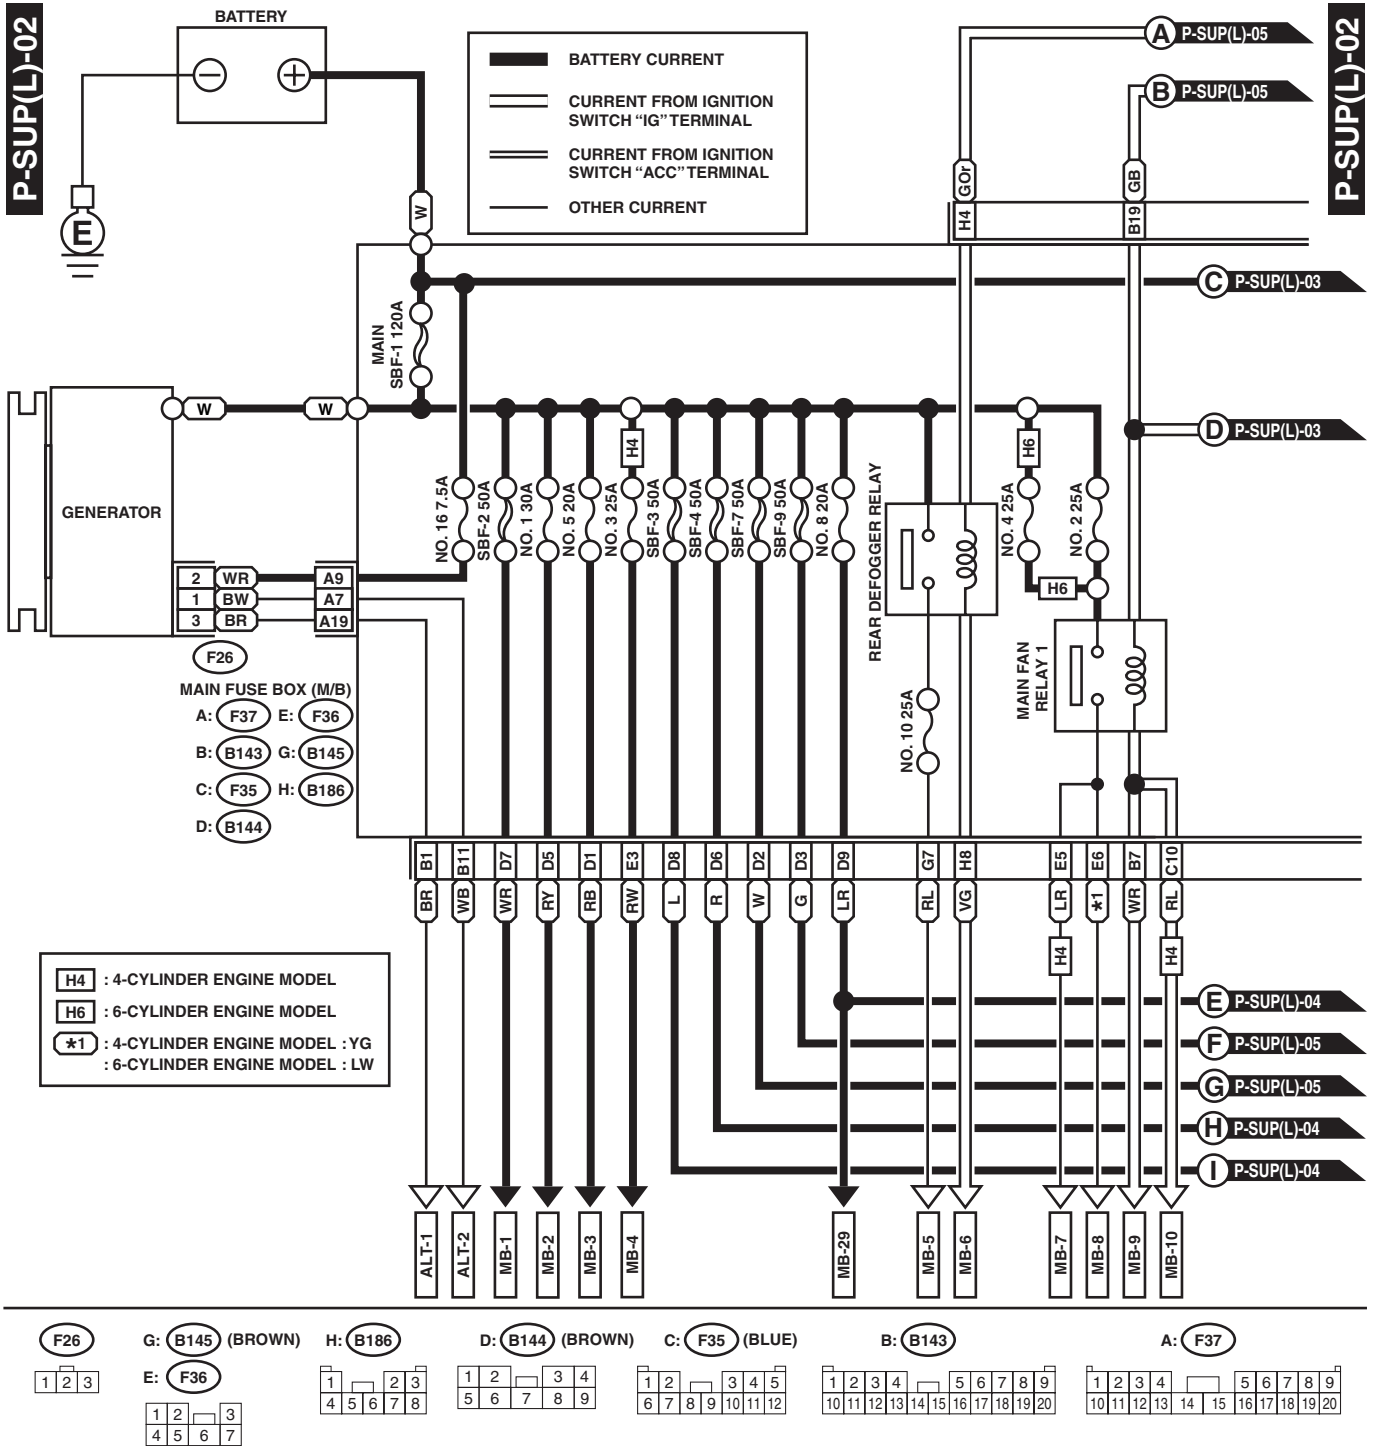 P-SUP(L)-02
BATTERY
BATTERY CURRENT
CURRENT FROM IGNITION
SWITCH “IG” TERMINAL
CURRENT FROM IGNITION
SWITCH “ACC” TERMINAL
OTHER CURRENT
A P-SUP(L)-05
B P-SUP(L)-05
P-SUP(L)-02
E
W
GOr
GB
H4
B19
C P-SUP(L)-03
MAIN
SBF-1 120A
W
W
D P-SUP(L)-03
H4
H6
GENERATOR
NO. 16 7.5A
SBF-2 50A
NO. 1 30A
NO. 5 20A
NO. 3 25A
SBF-3 50A
SBF-4 50A
SBF-7 50A
SBF-9 50A
NO. 8 20A
REAR DEFOGGER RELAY
NO. 4 25A
NO. 2 25A
H6
2 WR A9
1 BW A7
3 BR A19
F26
MAIN FUSE BOX (M/B)
A: F37 E: F36
B: B143 G: B145
C: F35 H: B186
D: B144
NO. 10 25A
MAIN FAN
RELAY 1
B1 B11 D7 D5 D1 E3 D8 D6 D2 D3 D9 G7 H8 E5 E6 B7 C10
BR WB WR RY RB RW L R W G LR RL VG LR *1 WR RL
H4 H4
H4 : 4-CYLINDER ENGINE MODEL
H6 : 6-CYLINDER ENGINE MODEL
*1 : 4-CYLINDER ENGINE MODEL : YG
: 6-CYLINDER ENGINE MODEL : LW
E P-SUP(L)-04
F P-SUP(L)-05
G P-SUP(L)-05
H P-SUP(L)-04
I P-SUP(L)-04
ALT-1 ALT-2 MB-1 MB-2 MB-3 MB-4 MB-29 MB-5 MB-6 MB-7 MB-8 MB-9 MB-10
F26
1 2 3
G: B145 (BROWN)
E: F36
1 2 3
4 5 6 7
H: B186
1 2 3
4 5 6 7 8
D: B144 (BROWN)
1 2 3 4
5 6 7 8 9
C: F35 (BLUE)
1 2 3 4 5
6 7 8 9 10 11 12
B: B143
1 2 3 4 5 6 7 8 9
10 11 12 13 14 15 16 17 18 19 20
A: F37
1 2 3 4 5 6 7 8 9
10 11 12 13 14 15 16 17 18 19 20